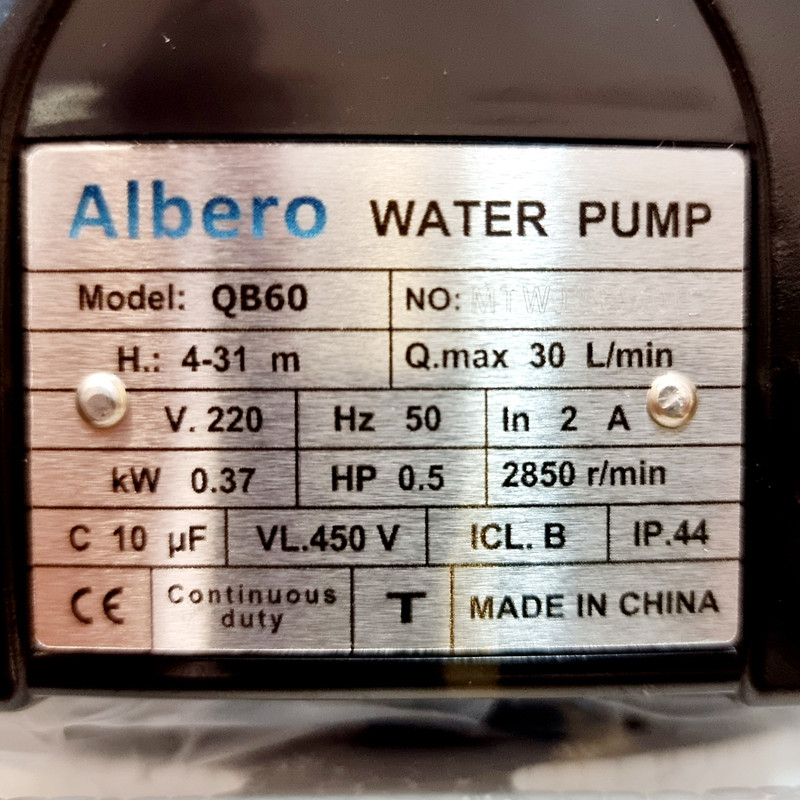 Albero WATER PUMP
Model: QB60 NO:
H.: 4-31 m Q.max 30 L/min
V. 220 Hz 50 In 2 A
kW 0.37 HP 0.5 2850 r/min
C 10 µF VL.450 V ICL. B IP.44
CE Continuous duty T MADE IN CHINA